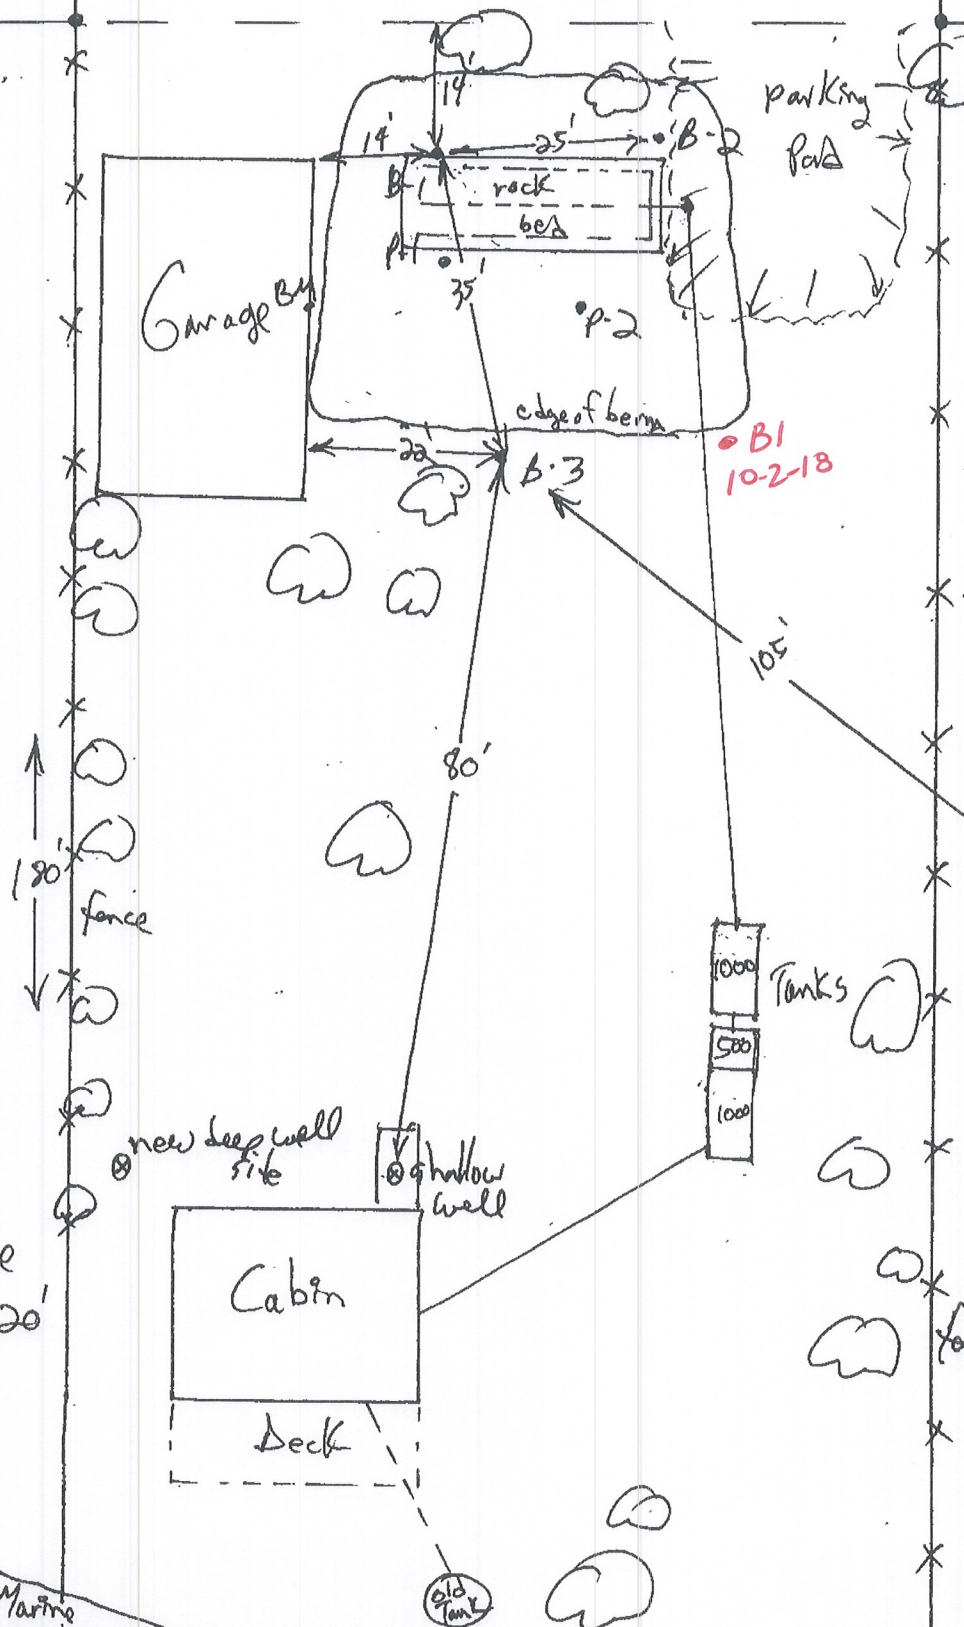 14'
parking
Pad
14'
25'
B-2
B-1
rock
bed
P-1
35'
BM
Garage
P-2
edge of berm
22'
B-3
B1
10-2-18
105'
80'
180'
fence
1000
Tanks
500
1000
new deep well
site
shallow
well
Cabin
20'
Deck
old
Tank
Marine